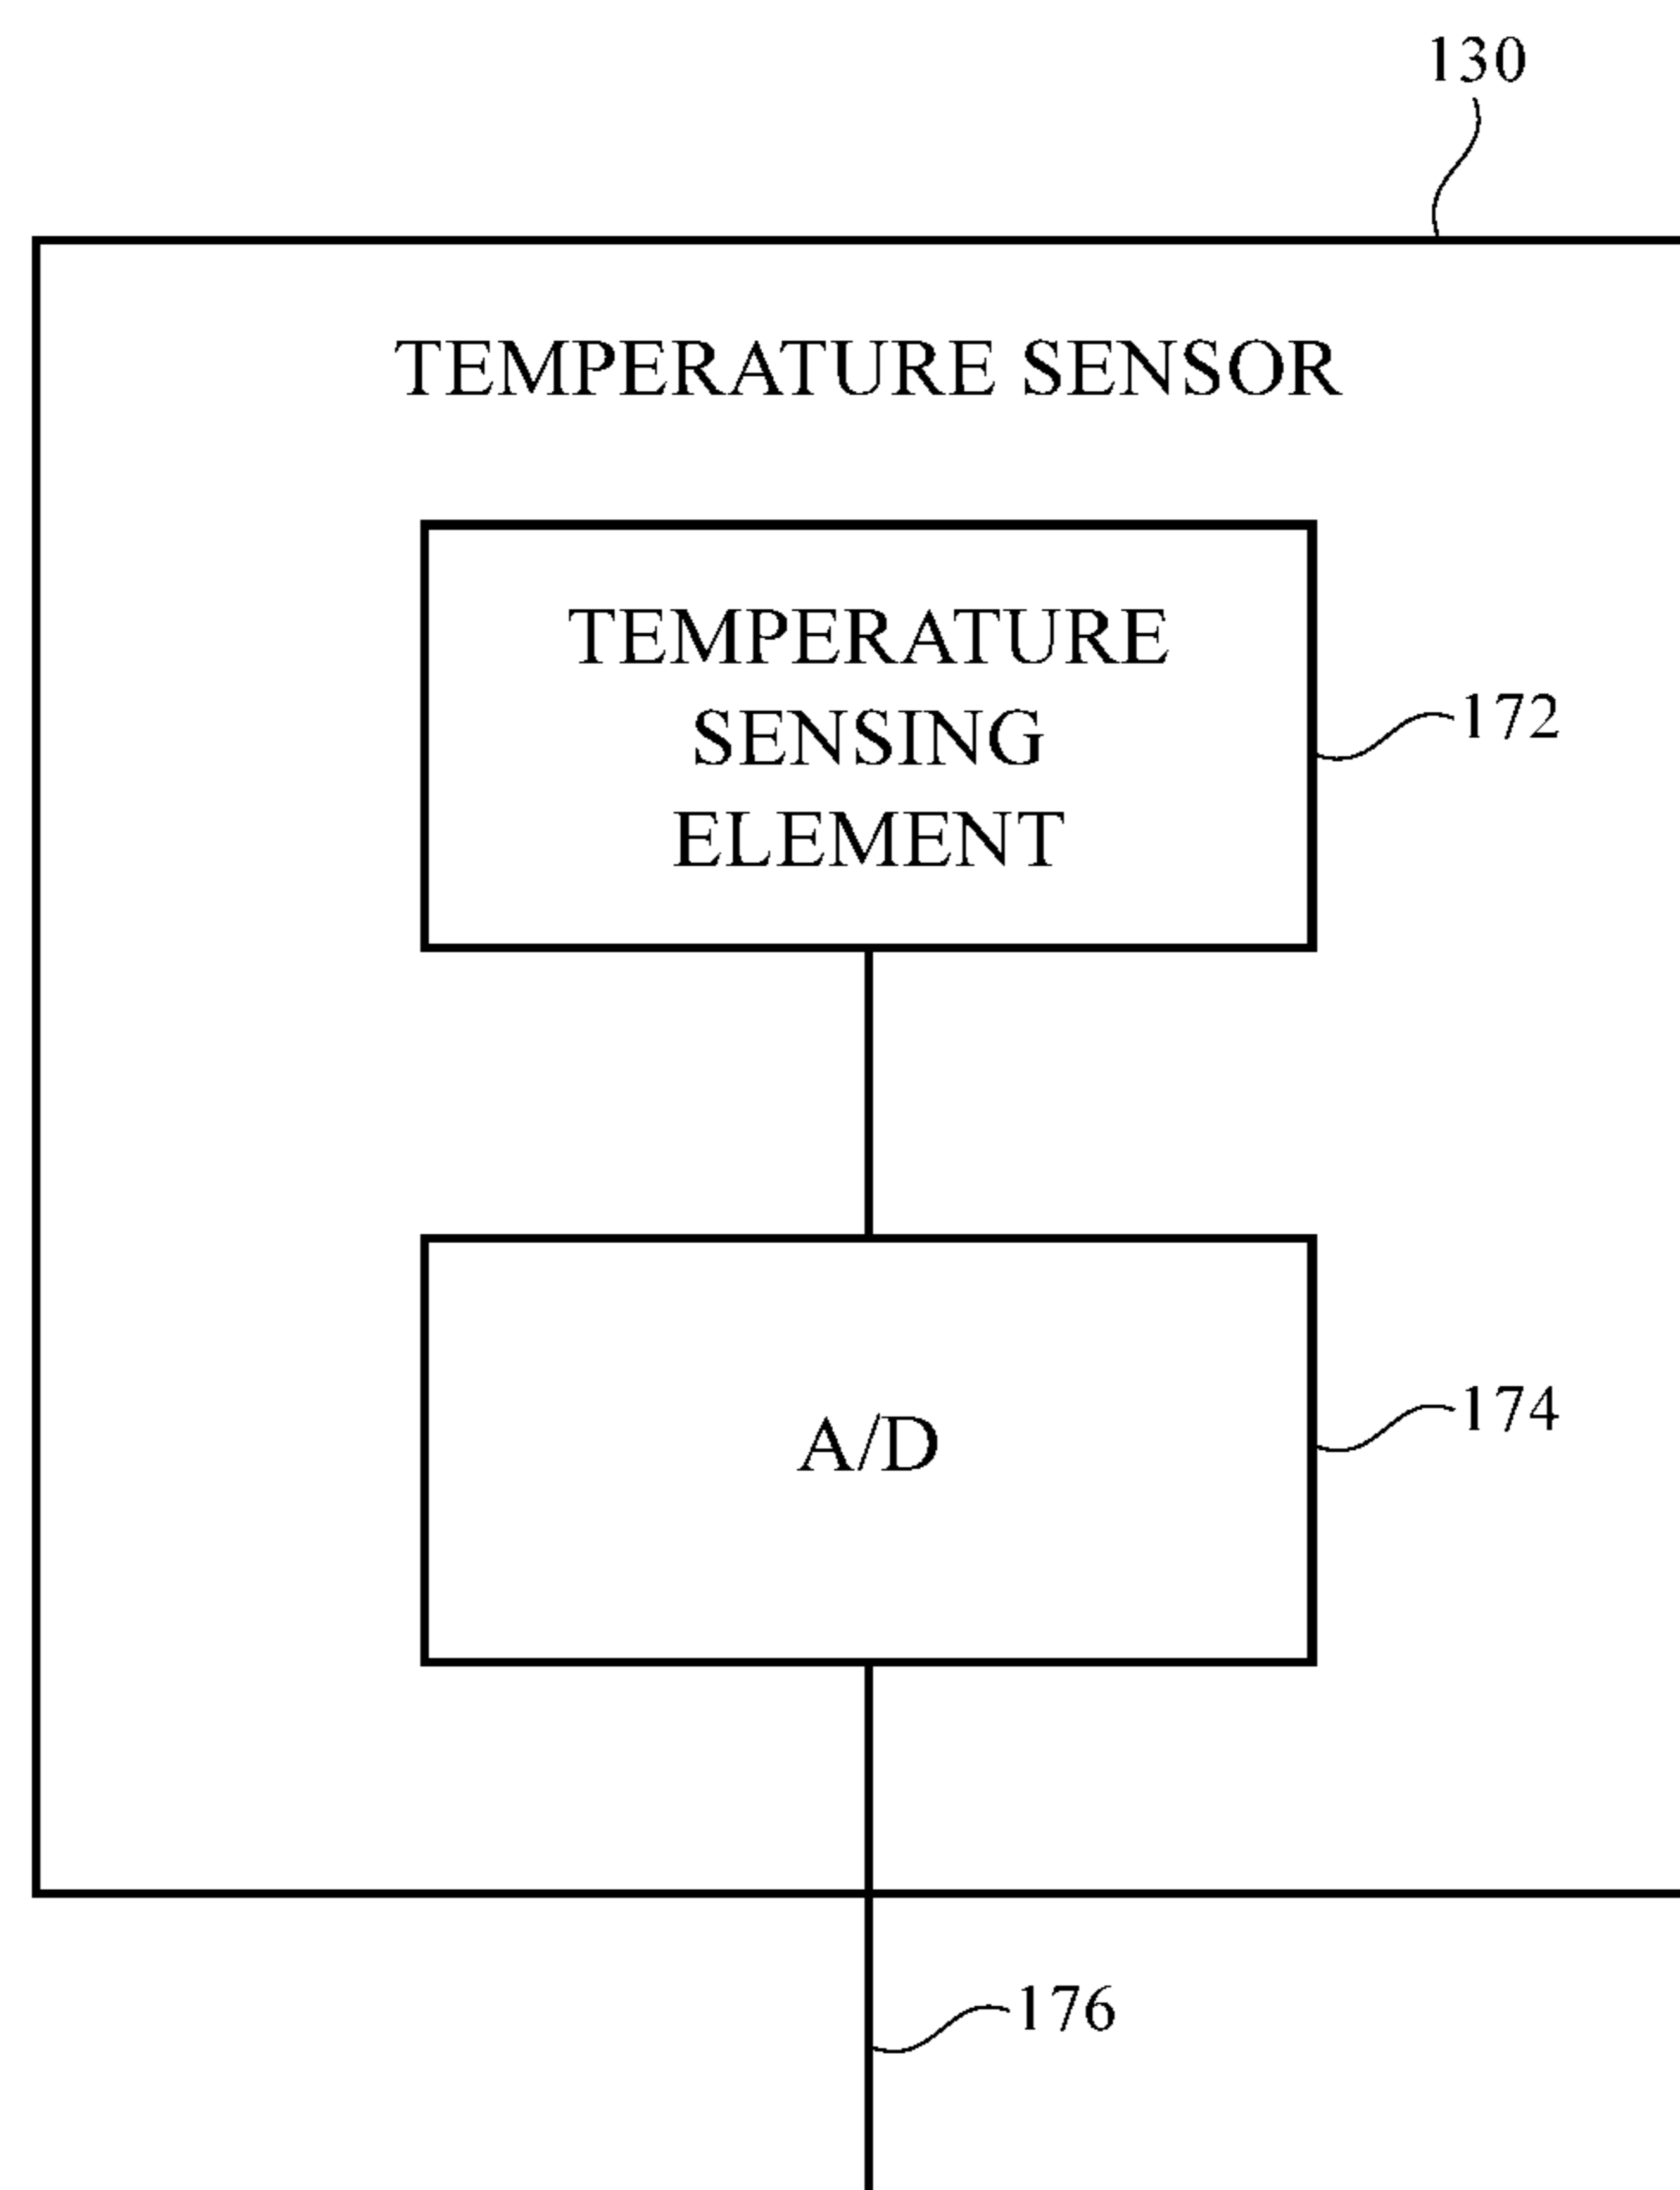 130
TEMPERATURE SENSOR
TEMPERATURE
SENSING
ELEMENT
172
A/D
174
176